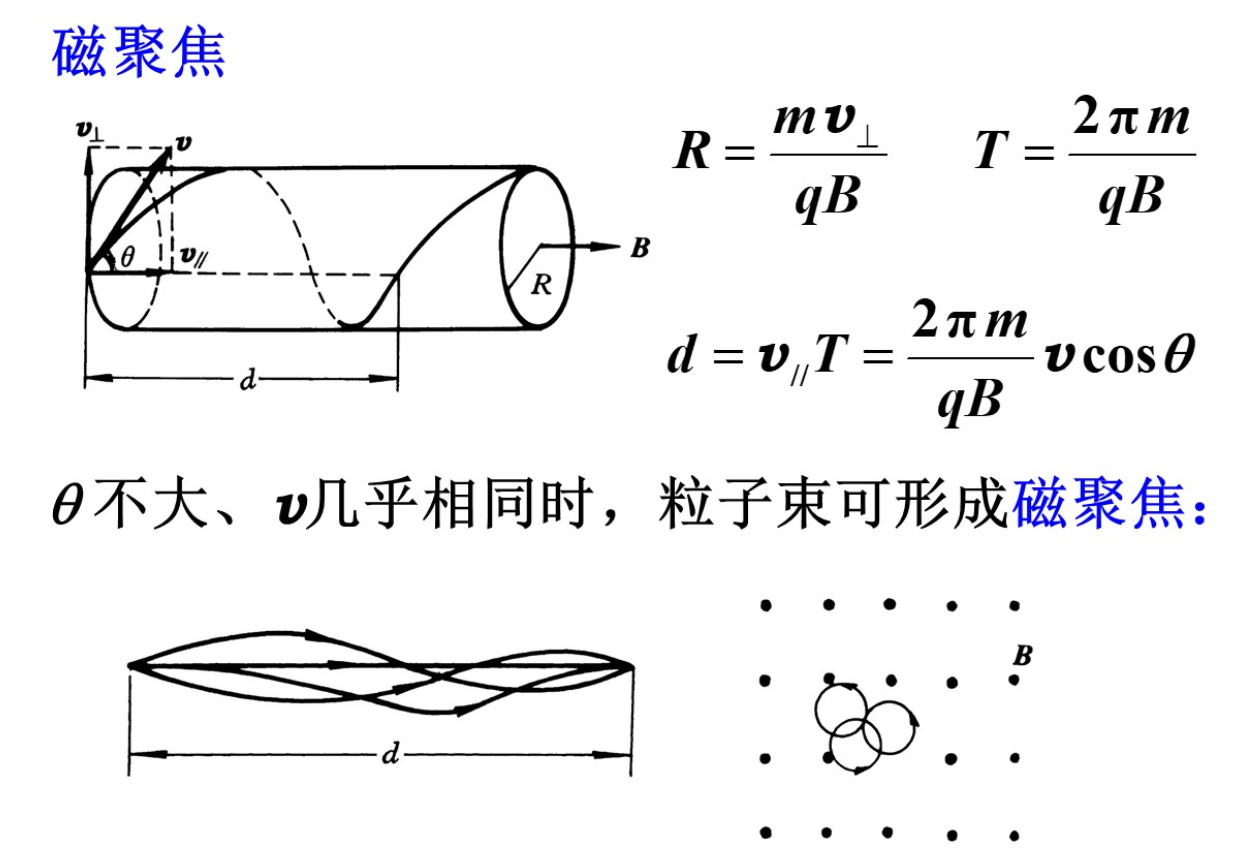 磁聚焦
v⊥
v
θ
v//
R
B
d
R = mv⊥ / qB
T = 2πm / qB
d = v//T = 2πm / qB v cosθ
θ 不大、v几乎相同时，粒子束可形成磁聚焦：
d
B